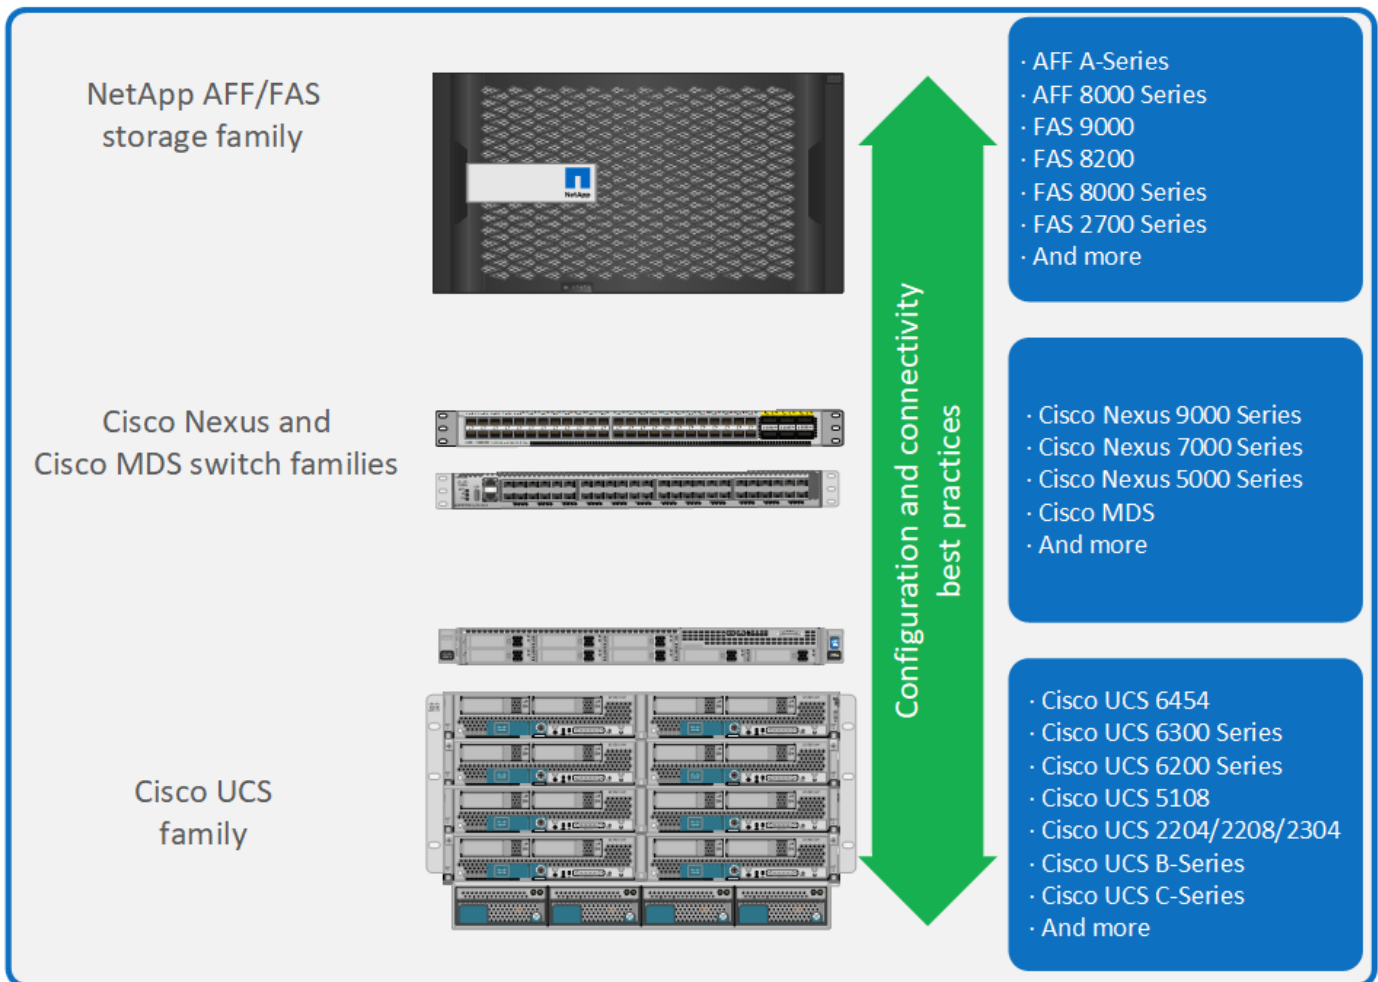 NetApp AFF/FAS
storage family
NetApp
· AFF A-Series
· AFF 8000 Series
· FAS 9000
· FAS 8200
· FAS 8000 Series
· FAS 2700 Series
· And more
Configuration and connectivity
best practices
Cisco Nexus and
Cisco MDS switch families
· Cisco Nexus 9000 Series
· Cisco Nexus 7000 Series
· Cisco Nexus 5000 Series
· Cisco MDS
· And more
Cisco UCS
family
· Cisco UCS 6454
· Cisco UCS 6300 Series
· Cisco UCS 6200 Series
· Cisco UCS 5108
· Cisco UCS 2204/2208/2304
· Cisco UCS B-Series
· Cisco UCS C-Series
· And more